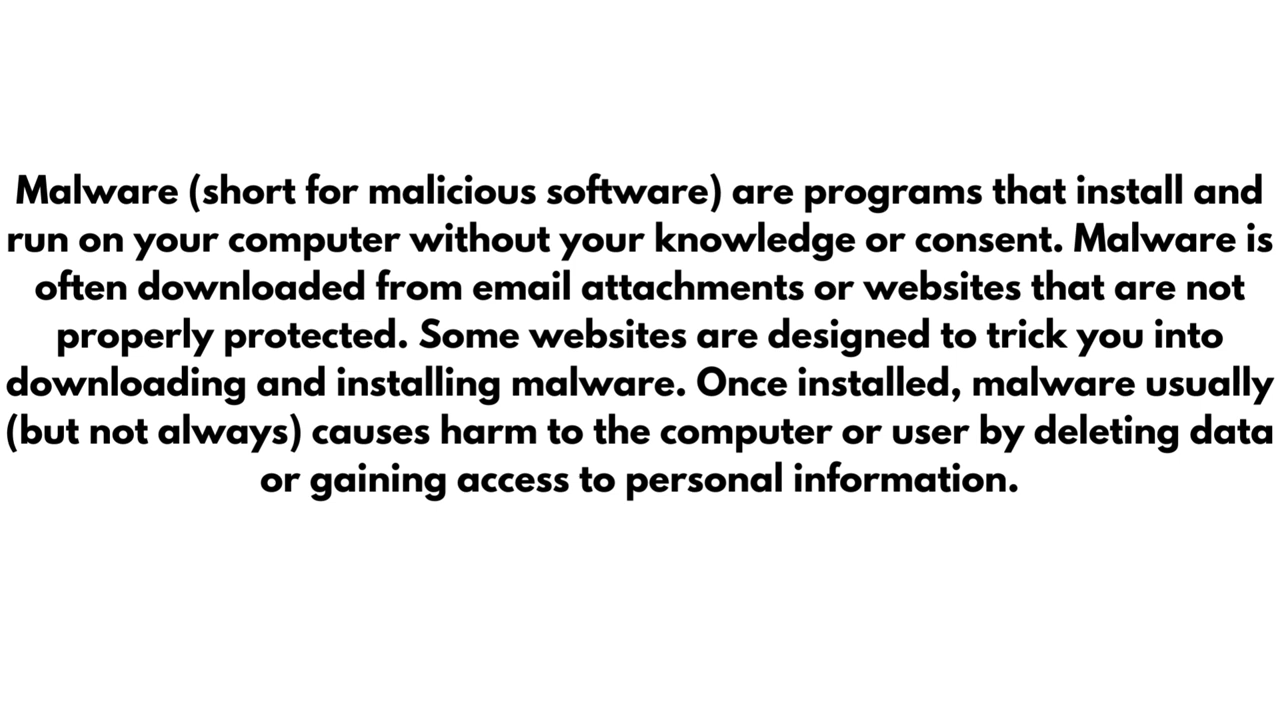 Malware (short for malicious software) are programs that install and
run on your computer without your knowledge or consent. Malware is
often downloaded from email attachments or websites that are not
properly protected. Some websites are designed to trick you into
downloading and installing malware. Once installed, malware usually
(but not always) causes harm to the computer or user by deleting data
or gaining access to personal information.